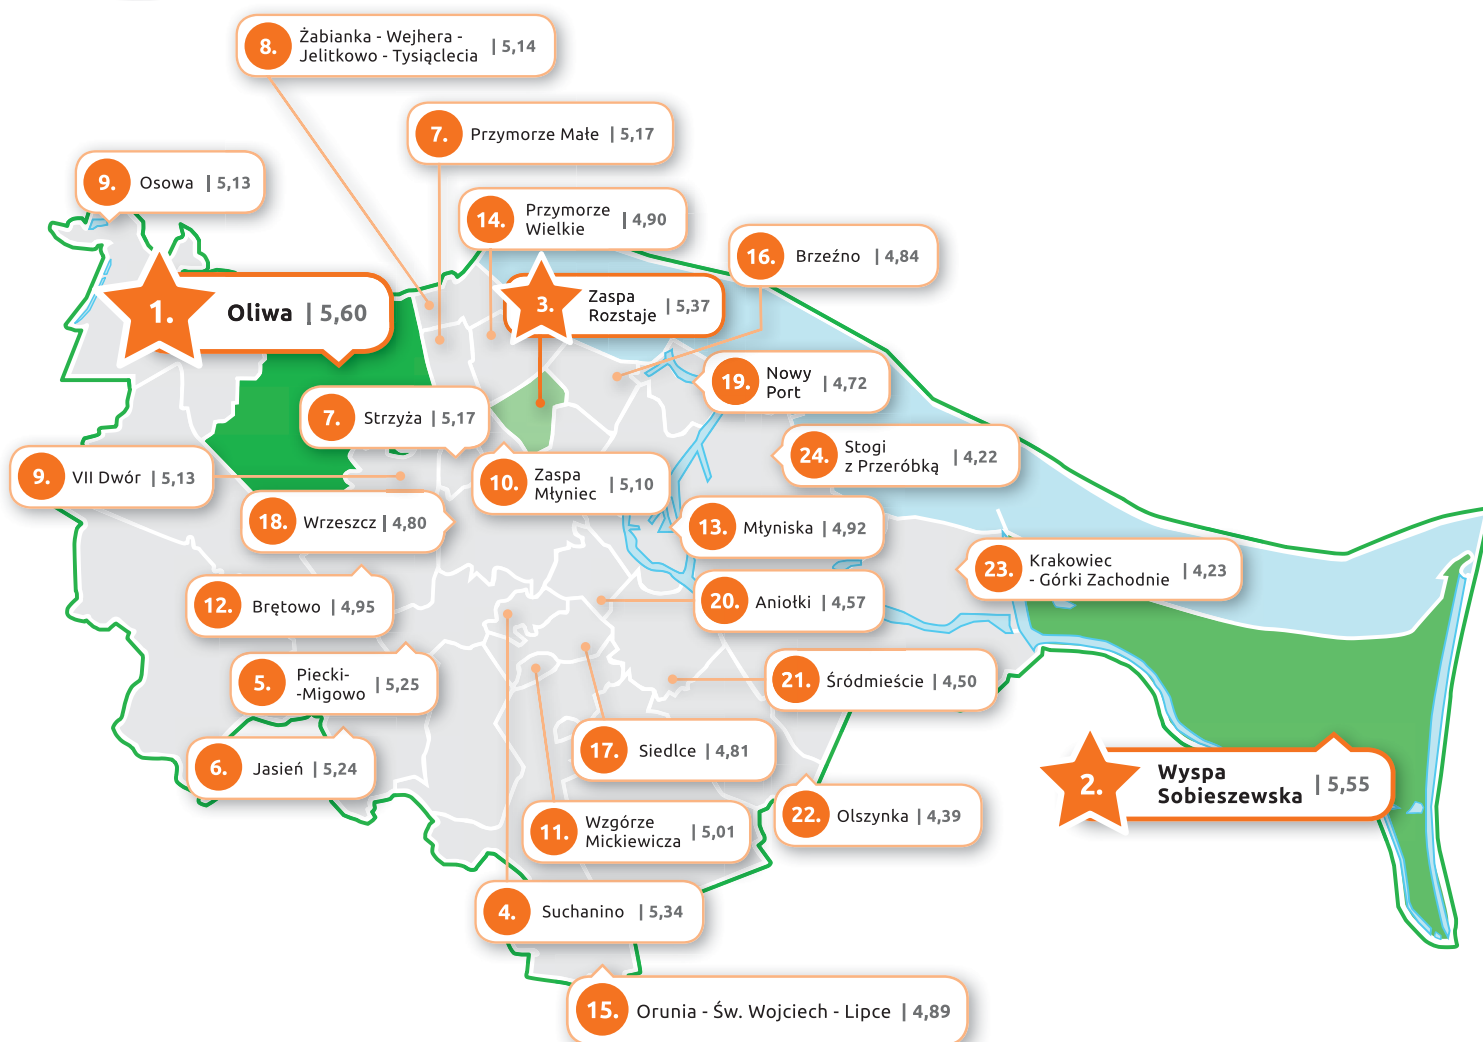 8. Żabianka - Wejhera -
Jelitkowo - Tysiąclecia | 5,14
7. Przymorze Małe | 5,17
9. Osowa | 5,13
14. Przymorze
Wielkie | 4,90
16. Brzeźno | 4,84
1. Oliwa | 5,60
3. Zaspa
Rozstaje | 5,37
19. Nowy
Port | 4,72
7. Strzyża | 5,17
24. Stogi
z Przeróbką | 4,22
9. VII Dwór | 5,13
10. Zaspa
Młyniec | 5,10
18. Wrzeszcz | 4,80
13. Młyniska | 4,92
23. Krakowiec
- Górki Zachodnie | 4,23
12. Brętowo | 4,95
20. Aniołki | 4,57
5. Piecki-
-Migowo | 5,25
21. Śródmieście | 4,50
17. Siedlce | 4,81
6. Jasień | 5,24
2. Wyspa
Sobieszewska | 5,55
22. Olszynka | 4,39
11. Wzgórze
Mickiewicza | 5,01
4. Suchanino | 5,34
15. Orunia - Św. Wojciech - Lipce | 4,89